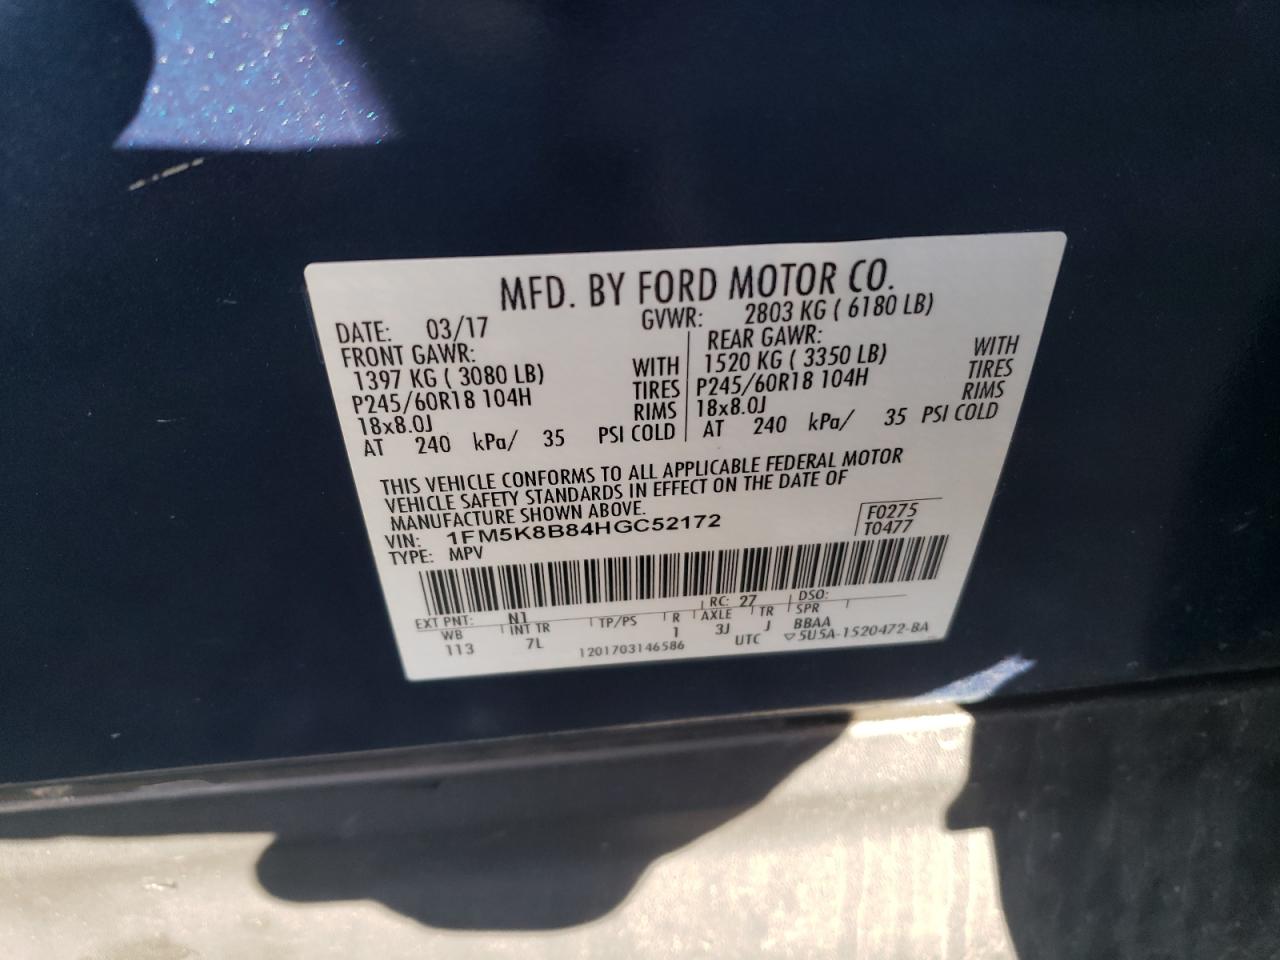 MFD. BY FORD MOTOR CO.
DATE: 03/17 GVWR: 2803 KG ( 6180 LB)
FRONT GAWR:
1397 KG ( 3080 LB) WITH
P245/60R18 104H TIRES
18x8.0J RIMS
AT 240 kPa/ 35 PSI COLD
REAR GAWR:
1520 KG ( 3350 LB) WITH
P245/60R18 104H TIRES
18x8.0J RIMS
AT 240 kPa/ 35 PSI COLD
THIS VEHICLE CONFORMS TO ALL APPLICABLE FEDERAL MOTOR
VEHICLE SAFETY STANDARDS IN EFFECT ON THE DATE OF
MANUFACTURE SHOWN ABOVE.
VIN: 1FM5K8B84HGC52172
TYPE: MPV
F0275
T0477
EXT PNT: N1 RC: 27 DSO:
WB INT TR TP/PS R AXLE TR SPR
113 7L 1 3J J BBAA
1201703146586 UTC ▽5U5A-1520472-BA